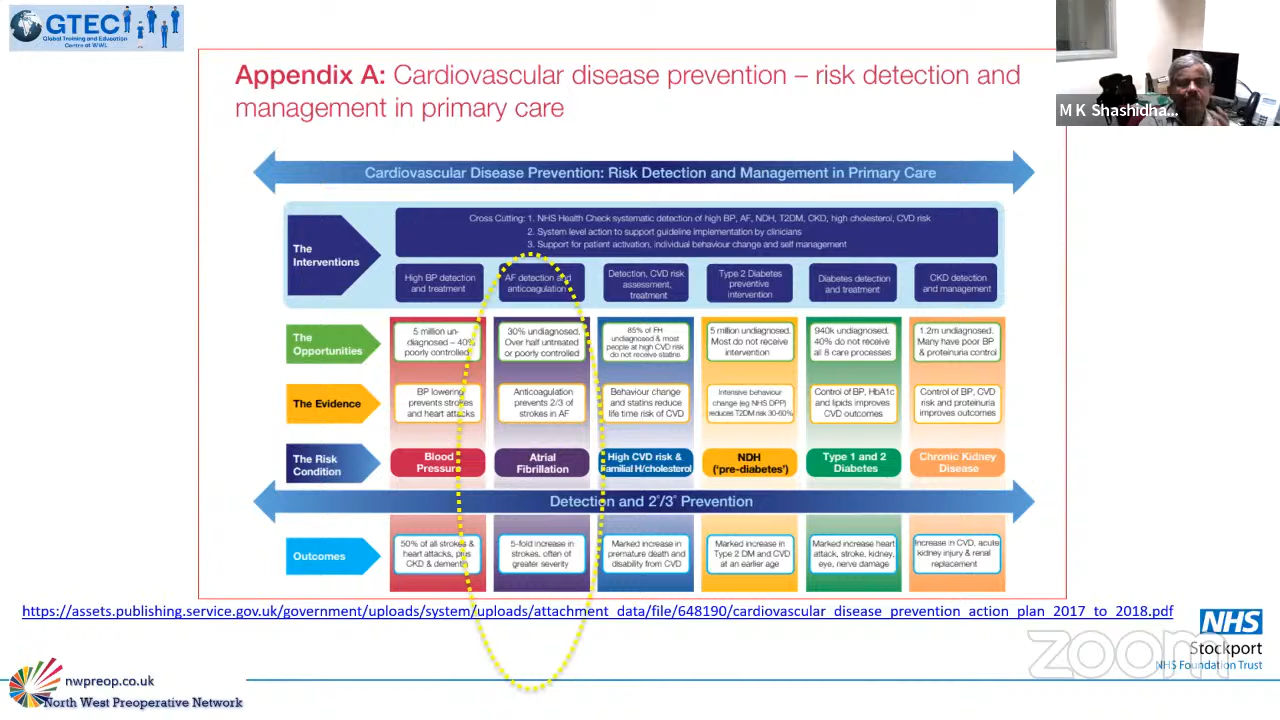 GTEC
Global Training and Education
Centre at WWL
M K Shashidha...
Appendix A: Cardiovascular disease prevention – risk detection and
management in primary care
Cardiovascular Disease Prevention: Risk Detection and Management in Primary Care
The
Interventions
Cross Cutting: 1. NHS Health Check systematic detection of high BP, AF, NDH, T2DM, CKD, high cholesterol, CVD risk
2. System level action to support guideline implementation by clinicians
3. Support for patient activation, individual behaviour change and self management
High BP detection
and treatment
AF detection and
anticoagulation
Detection, CVD risk
assessment,
treatment
Type 2 Diabetes
preventive
intervention
Diabetes detection
and treatment
CKD detection
and management
The
Opportunities
5 million un-
diagnosed – 40%
poorly controlled
30% undiagnosed.
Over half untreated
or poorly controlled
85% of FH
undiagnosed & most
people at high CVD risk
do not receive statins
5 million undiagnosed.
Most do not receive
intervention
940k undiagnosed.
40% do not receive
all 8 care processes
1.2m undiagnosed.
Many have poor BP
& proteinuria control
The Evidence
BP lowering
prevents strokes
and heart attacks
Anticoagulation
prevents 2/3 of
strokes in AF
Behaviour change
and statins reduce
life time risk of CVD
Intensive behaviour
change (eg NHS DPP)
reduces T2DM risk 30-60%
Control of BP, HbA1c
and lipids improves
CVD outcomes
Control of BP, CVD
risk and proteinuria
improves outcomes
The Risk
Condition
Blood
Pressure
Atrial
Fibrillation
High CVD risk &
Familial H/cholesterol
NDH
('pre-diabetes')
Type 1 and 2
Diabetes
Chronic Kidney
Disease
Detection and 2°/3° Prevention
Outcomes
50% of all strokes &
heart attacks, plus
CKD & dementia
5-fold increase in
strokes, often of
greater severity
Marked increase in
premature death and
disability from CVD
Marked increase in
Type 2 DM and CVD
at an earlier age
Marked increase heart
attack, stroke, kidney,
eye, nerve damage
Increase in CVD, acute
kidney injury & renal
replacement
https://assets.publishing.service.gov.uk/government/uploads/system/uploads/attachment_data/file/648190/cardiovascular_disease_prevention_action_plan_2017_to_2018.pdf
NHS
Stockport
NHS Foundation Trust
zoom
nwpreop.co.uk
North West Preoperative Network